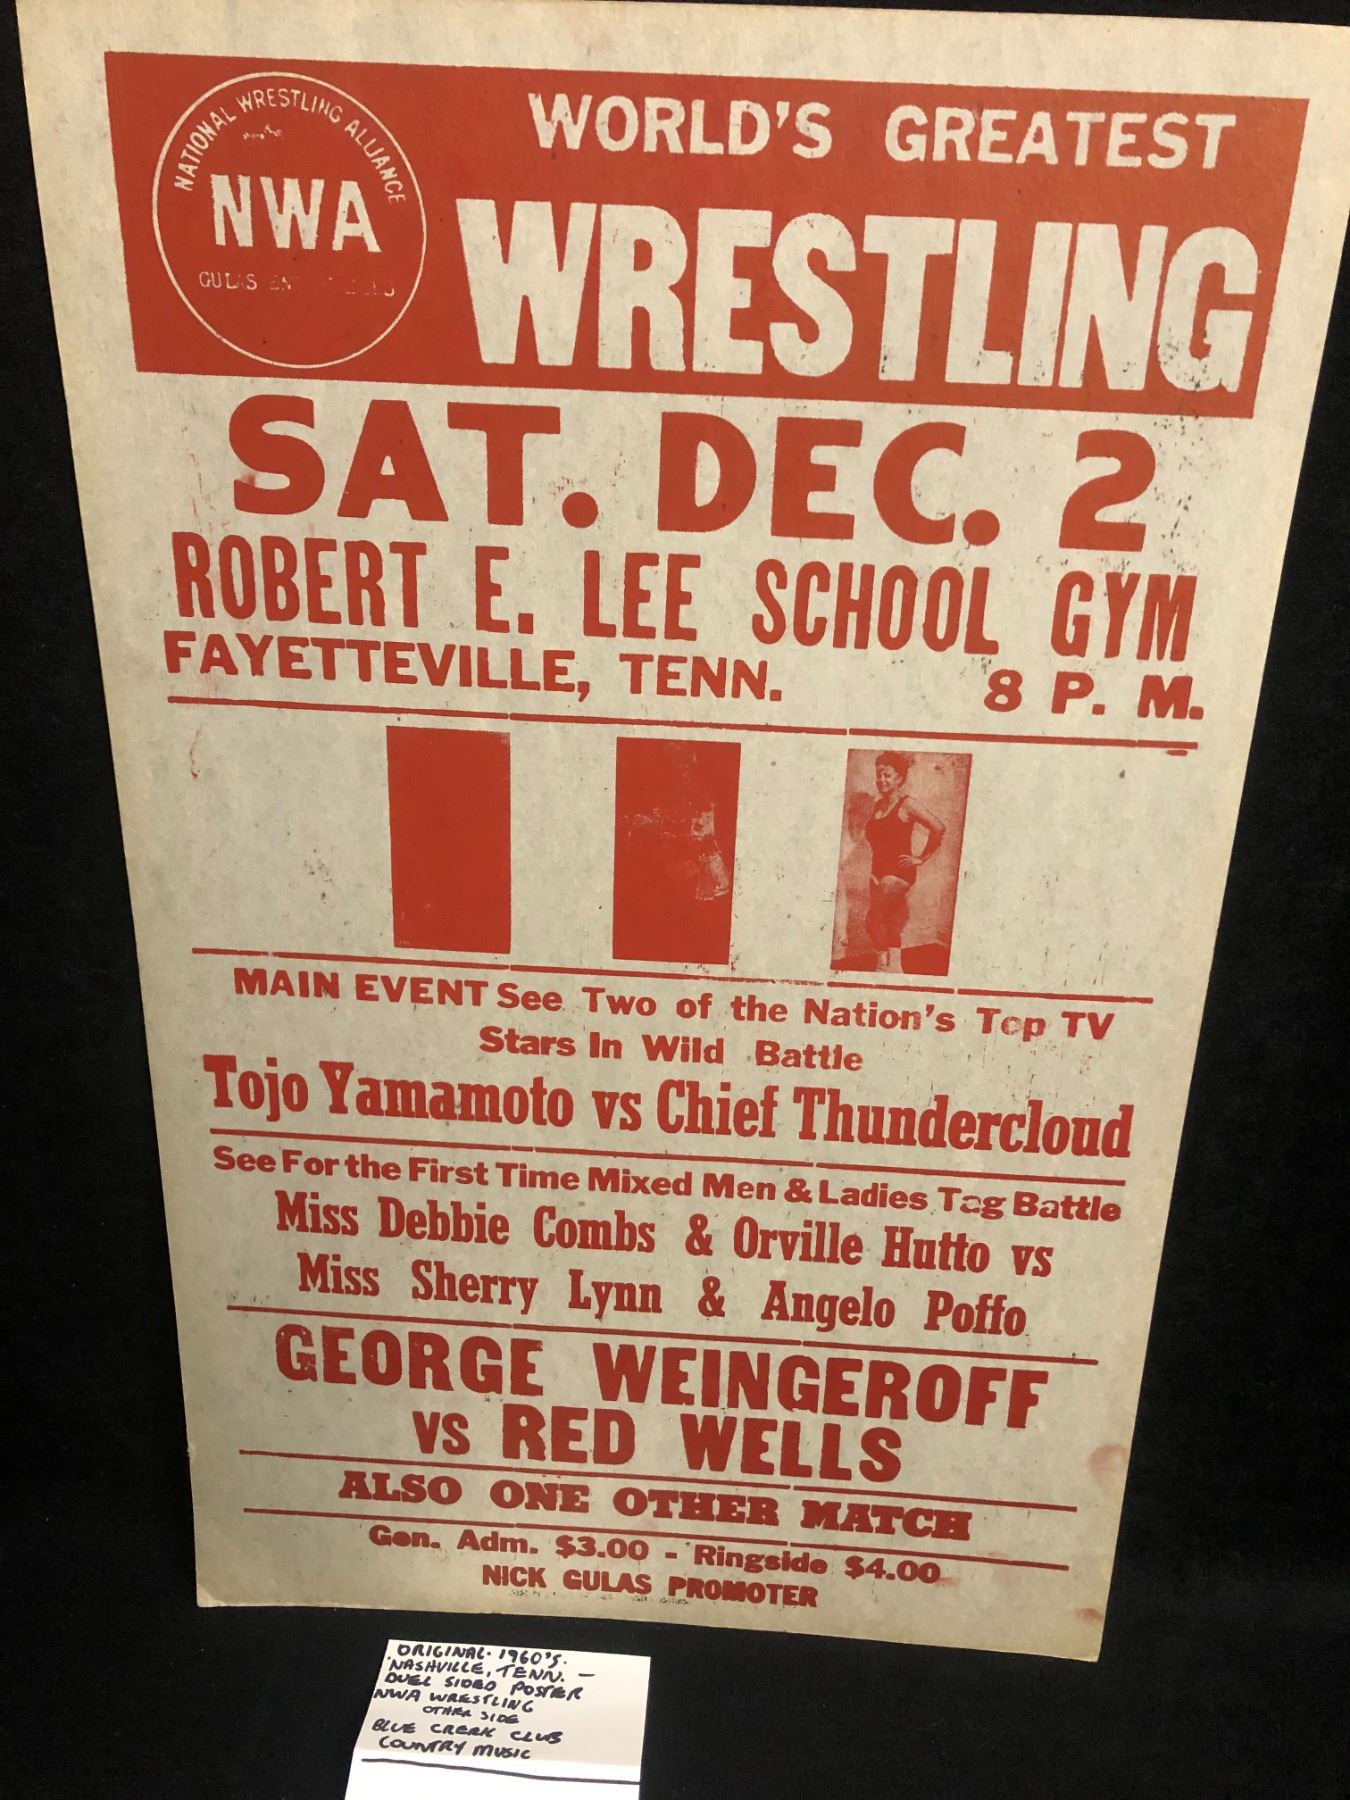 NATIONAL WRESTLING ALLIANCE
NWA
GULAS
WORLD'S GREATEST
WRESTLING
SAT. DEC. 2
ROBERT E. LEE SCHOOL GYM
FAYETTEVILLE, TENN. 8 P. M.
MAIN EVENT See Two of the Nation's Top TV
Stars In Wild Battle
Tojo Yamamoto vs Chief Thundercloud
See For the First Time Mixed Men & Ladies Tag Battle
Miss Debbie Combs & Orville Hutto vs
Miss Sherry Lynn & Angelo Poffo
GEORGE WEINGEROFF
VS RED WELLS
ALSO ONE OTHER MATCH
Gen. Adm. $3.00 - Ringside $4.00
NICK GULAS PROMOTER
ORIGINAL 1960'S.
NASHVILLE, TENN. -
DUEL SIDED POSTER
NWA WRESTLING
OTHER SIDE
BLUE CREEK CLUB
COUNTRY MUSIC